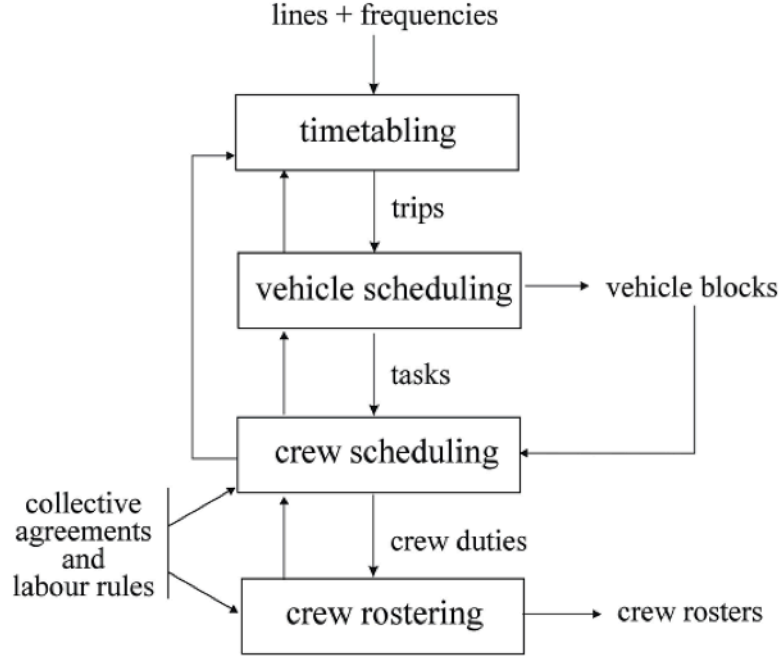 lines + frequencies
timetabling
trips
vehicle scheduling
vehicle blocks
tasks
crew scheduling
collective
agreements
and
labour rules
crew duties
crew rostering
crew rosters